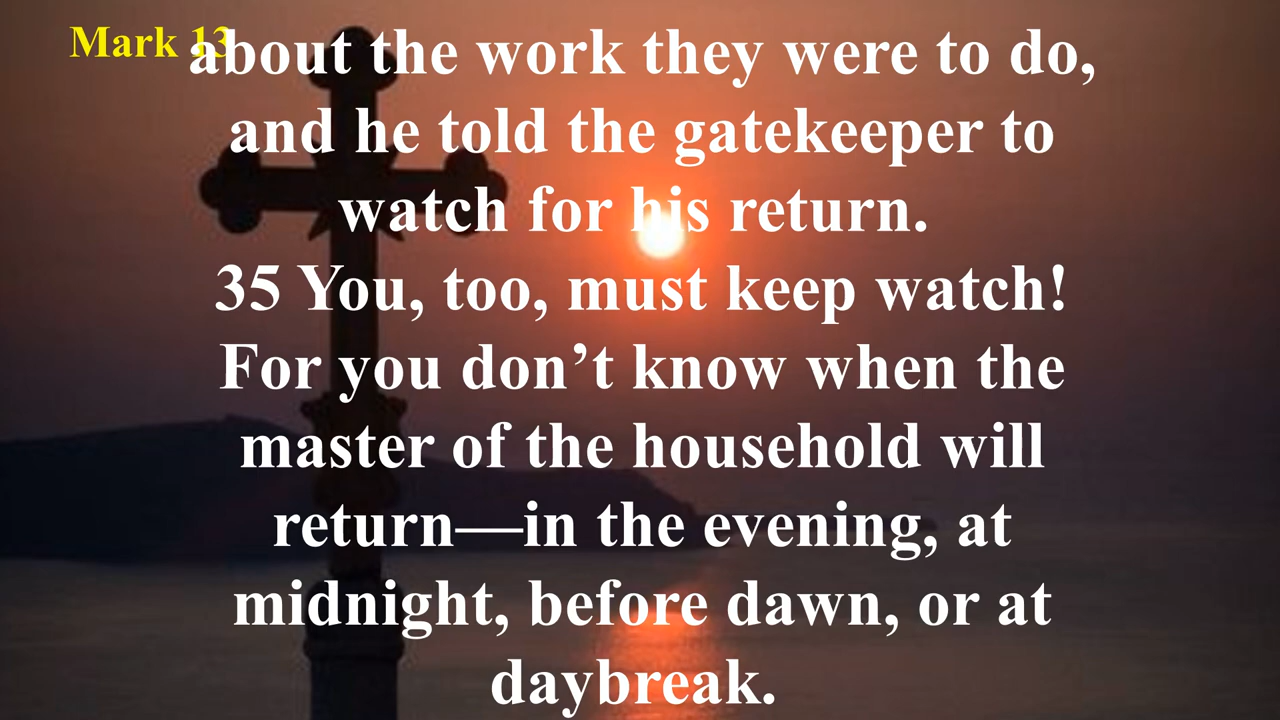 Mark 13
about the work they were to do,
and he told the gatekeeper to
watch for his return.
35 You, too, must keep watch!
For you don’t know when the
master of the household will
return—in the evening, at
midnight, before dawn, or at
daybreak.